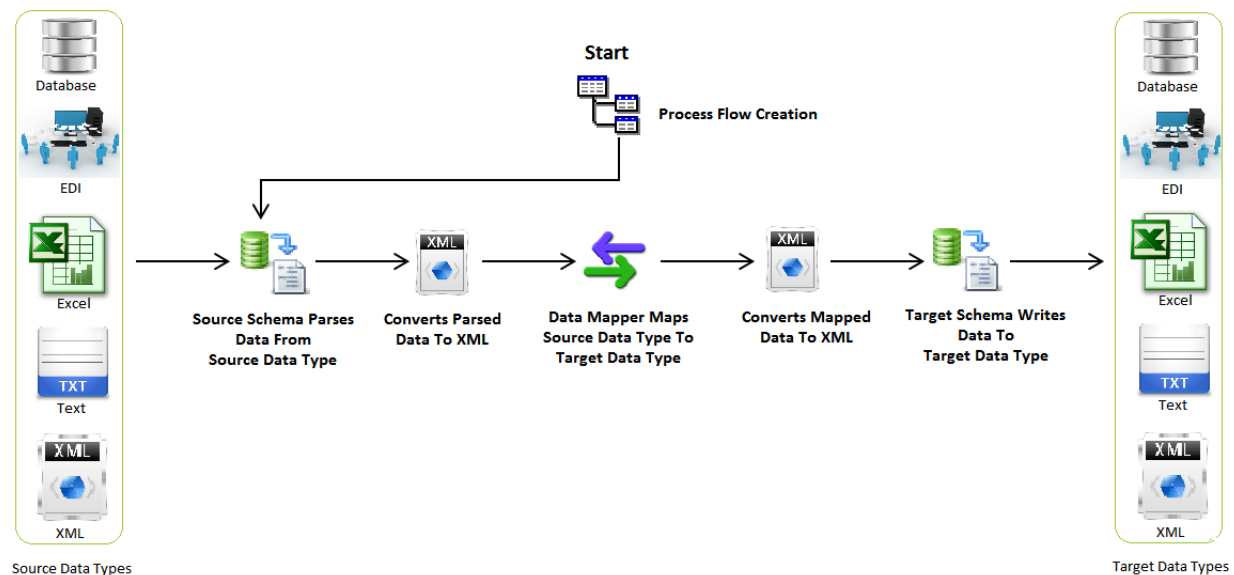 Database
EDI
Excel
TXT
Text
XML
XML
Source Data Types
Start
Process Flow Creation
Source Schema Parses
Data From
Source Data Type
XML
Converts Parsed
Data To XML
Data Mapper Maps
Source Data Type To
Target Data Type
XML
Converts Mapped
Data To XML
Target Schema Writes
Data To
Target Data Type
Database
EDI
Excel
TXT
Text
XML
XML
Target Data Types